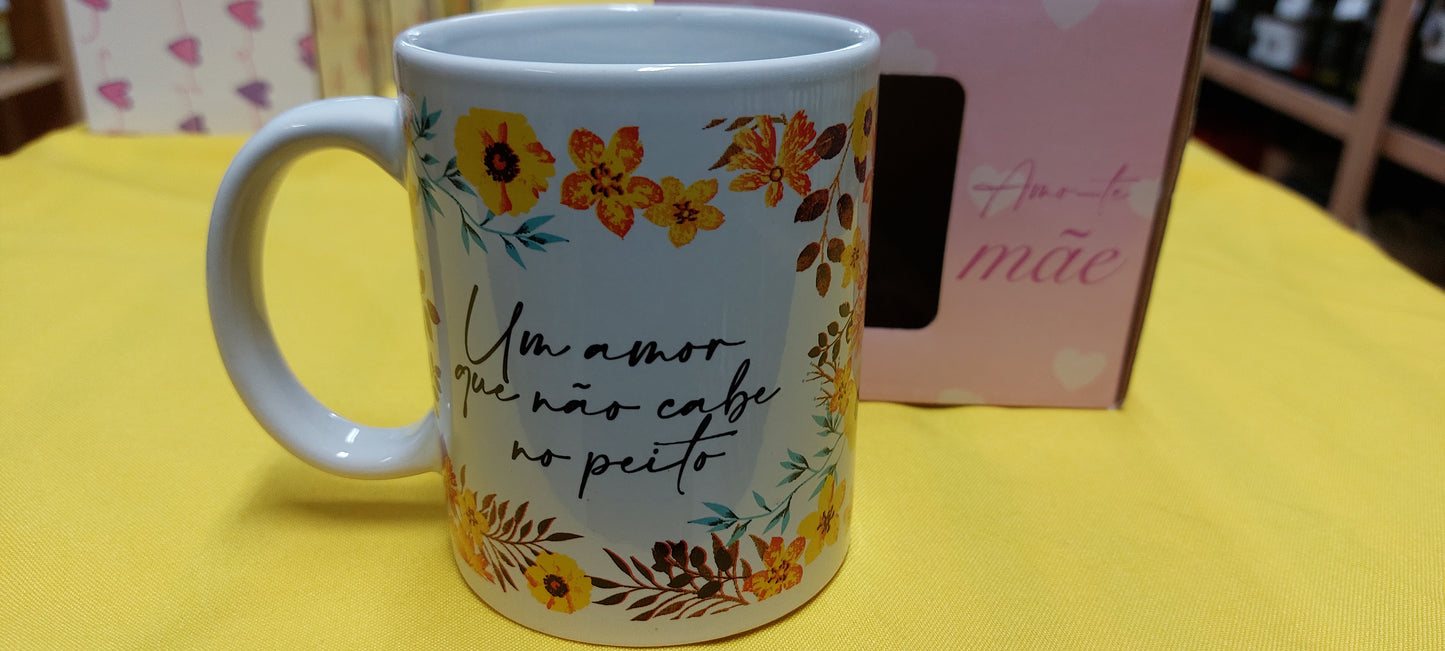 Um amor
que não cabe
no peito
Amo-te
mãe